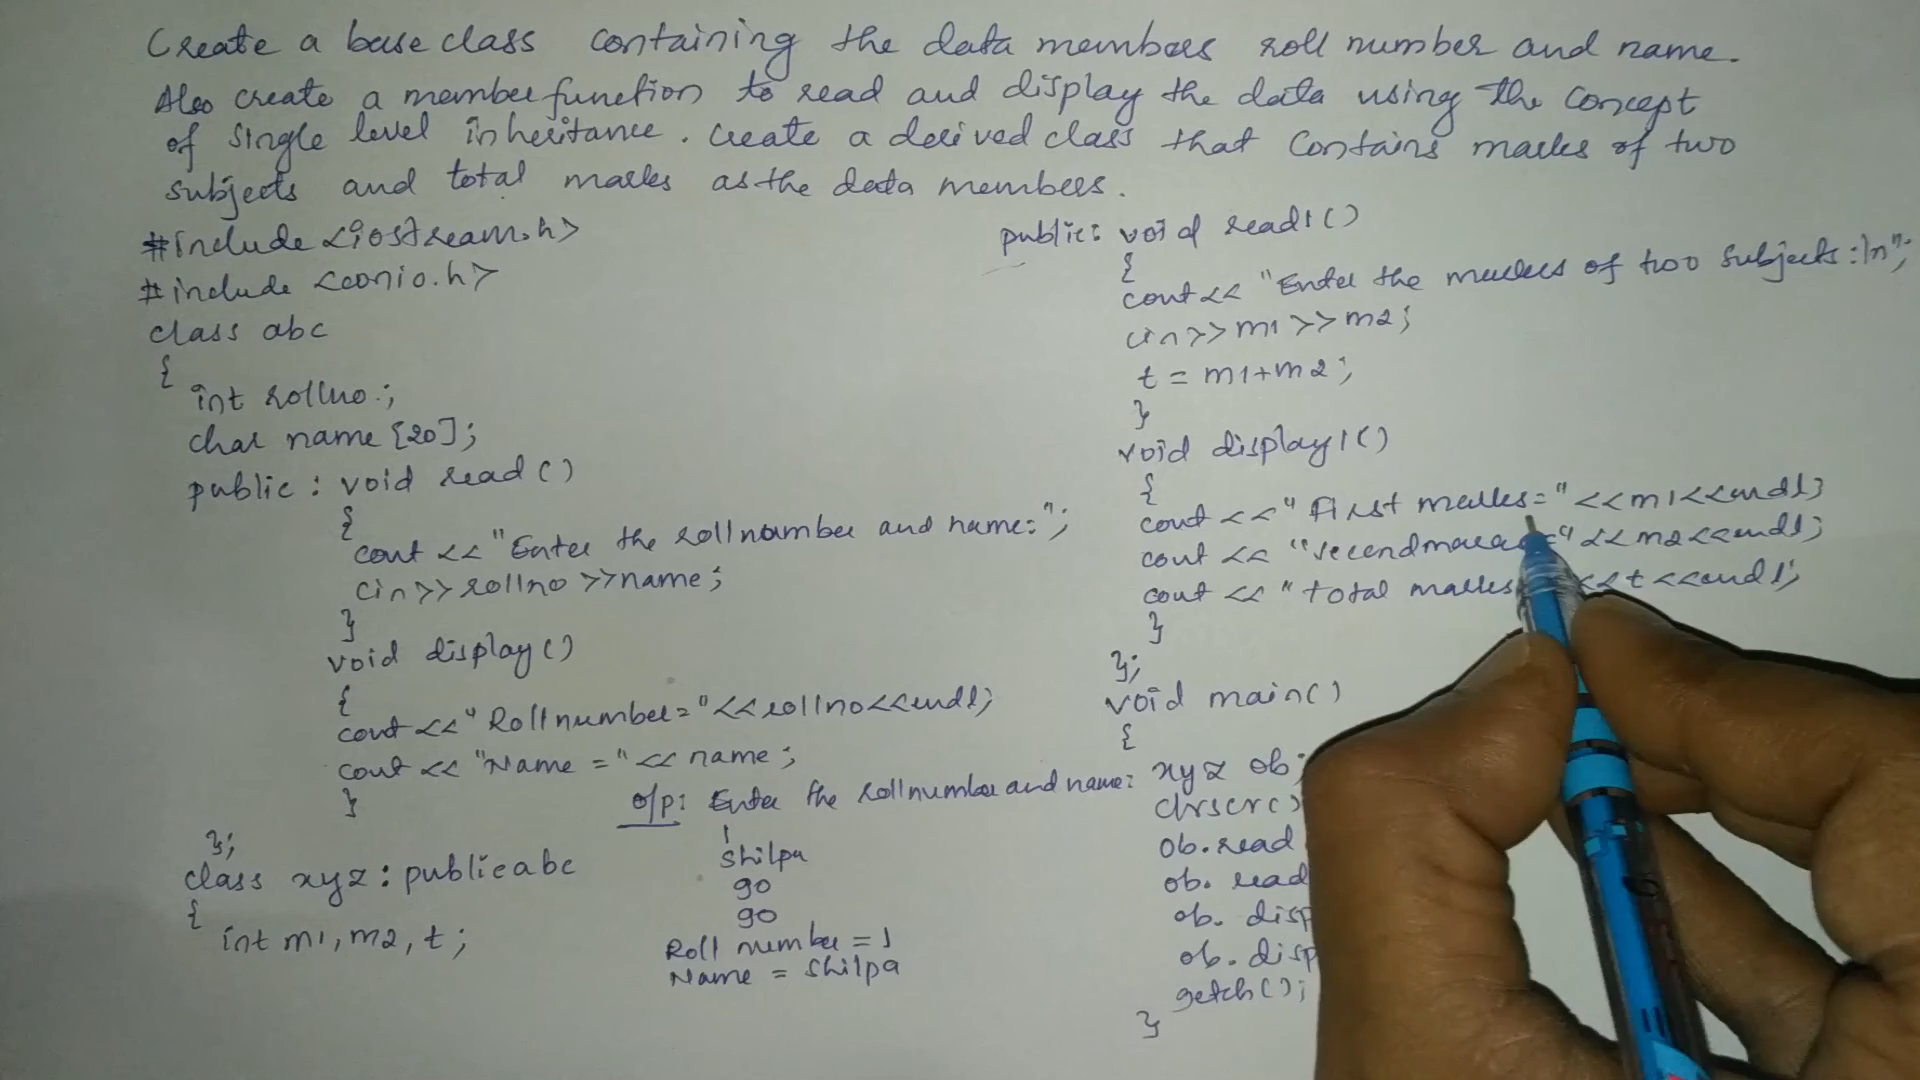 Create a base class containing the data members roll number and name.
Also create a member function to read and display the data using the concept
of single level inheritance. Create a derived class that contains marks of two
subjects and total marks as the data members.
#include <iostream.h>
#include <conio.h>
class abc
{
int rollno;
char name [20];
public : void read ()
{
cout << "Enter the rollnumber and name:";
cin>>rollno >>name;
}
void display ()
{
cout <<"Roll number="<<rollno<<endl;
cout << "Name ="<< name;
}
};
class xyz : public abc
{
int m1, m2, t;
o/p: Enter the rollnumber and name:
1
Shilpa
90
90
Roll number = 1
Name = Shilpa
public: void read1()
{
cout<< "Enter the marks of two subjects:\n";
cin>>m1>>m2;
t = m1+m2;
}
void display1()
{
cout <<"First marks="<<m1<<endl;
cout << "second "<< m2<<endl;
cout << "total marks <<t<<endl;
}
};
void main()
{
xyz ob;
clrscr()
ob.read
ob. read
ob. disp
ob. disp
getch();
}